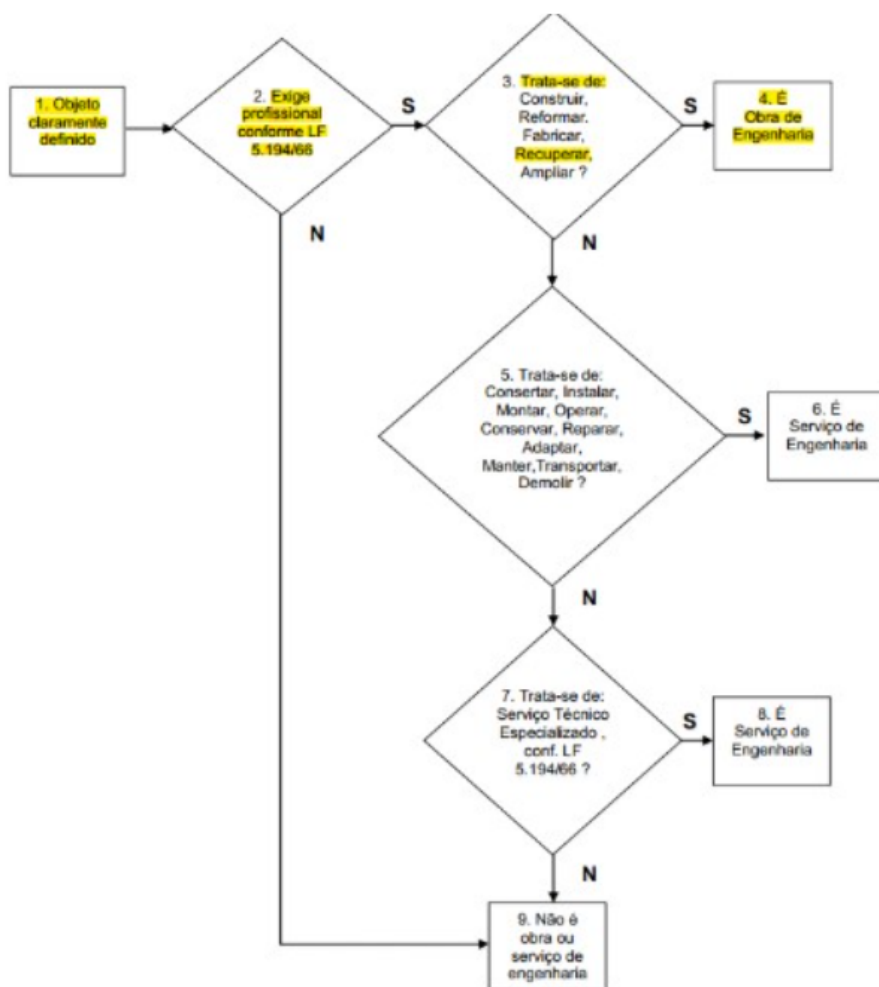 1. Objeto
claramente
definido
2. Exige
profissional
conforme LF
5.194/66
S
3. Trata-se de:
Construir,
Reformar.
Fabricar,
Recuperar,
Ampliar ?
S
4. É
Obra de
Engenharia
N
N
5. Trata-se de:
Consertar, Instalar,
Montar, Operar,
Conservar, Reparar,
Adaptar,
Manter,Transportar,
Demolir ?
S
6. É
Serviço de
Engenharia
N
7. Trata-se de:
Serviço Técnico
Especializado ,
conf. LF
5.194/66 ?
S
8. É
Serviço de
Engenharia
N
9. Não é
obra ou
serviço de
engenharia